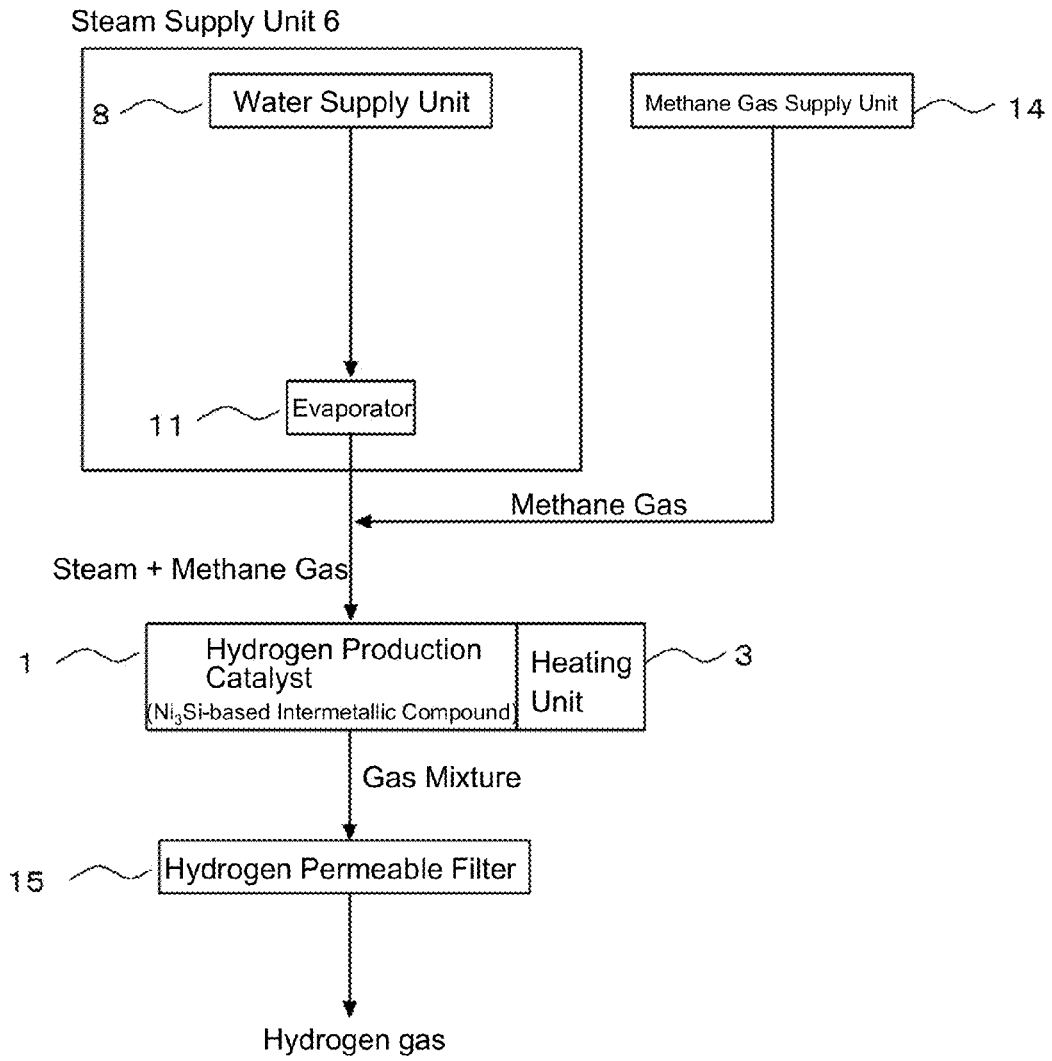 Steam Supply Unit 6
Water Supply Unit
8
Methane Gas Supply Unit
14
Evaporator
11
Methane Gas
Steam + Methane Gas
1
Hydrogen Production
Catalyst
(Ni₃Si-based Intermetallic Compound)
Heating
Unit
3
Gas Mixture
15
Hydrogen Permeable Filter
Hydrogen gas